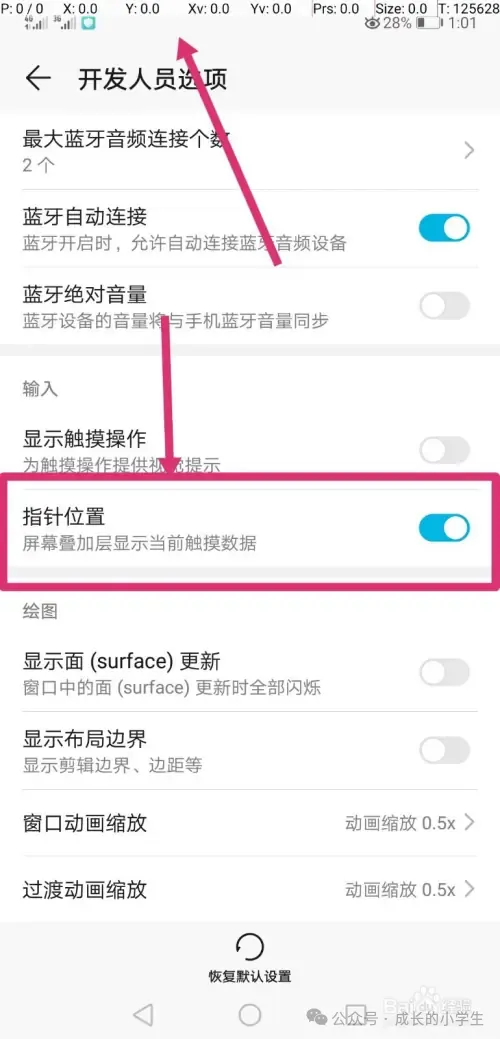 P: 0 / 0 X: 0.0 Y: 0.0 Xv: 0.0 Yv: 0.0 Prs: 0.0 Size: 0.0 T: 125628
4G 3G 28% 1:01
开发人员选项
最大蓝牙音频连接个数
2 个
蓝牙自动连接
蓝牙开启时，允许自动连接蓝牙音频设备
蓝牙绝对音量
蓝牙设备的音量将与手机蓝牙音量同步
输入
显示触摸操作
为触摸操作提供视觉提示
指针位置
屏幕叠加层显示当前触摸数据
绘图
显示面 (surface) 更新
窗口中的面 (surface) 更新时全部闪烁
显示布局边界
显示剪辑边界、边距等
窗口动画缩放
动画缩放 0.5x
过渡动画缩放
动画缩放 0.5x
恢复默认设置
Baidu经验
公众号 · 成长的小学生